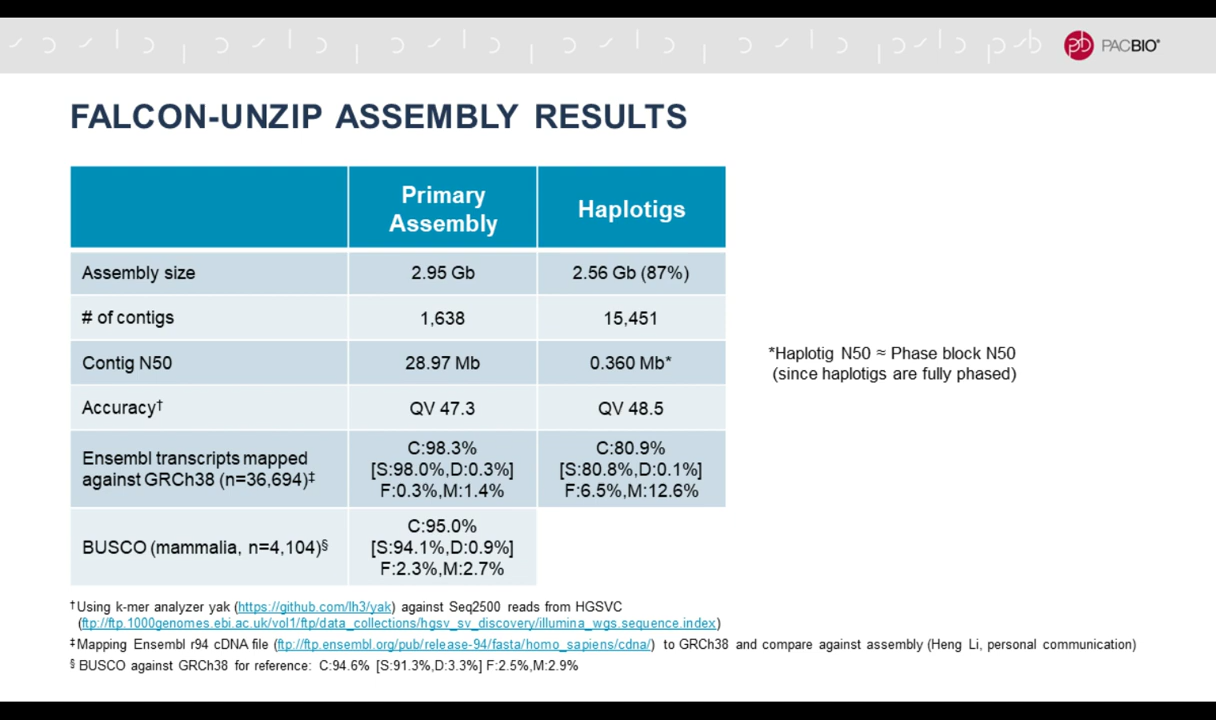 PACBIO®
FALCON-UNZIP ASSEMBLY RESULTS
Primary
Assembly
Haplotigs
Assembly size 2.95 Gb 2.56 Gb (87%)
# of contigs 1,638 15,451
Contig N50 28.97 Mb 0.360 Mb*
*Haplotig N50 ≈ Phase block N50
(since haplotigs are fully phased)
Accuracy† QV 47.3 QV 48.5
Ensembl transcripts mapped
against GRCh38 (n=36,694)‡
C:98.3%
[S:98.0%,D:0.3%]
F:0.3%,M:1.4%
C:80.9%
[S:80.8%,D:0.1%]
F:6.5%,M:12.6%
BUSCO (mammalia, n=4,104)§
C:95.0%
[S:94.1%,D:0.9%]
F:2.3%,M:2.7%
†Using k-mer analyzer yak (https://github.com/lh3/yak) against Seq2500 reads from HGSVC
(ftp://ftp.1000genomes.ebi.ac.uk/vol1/ftp/data_collections/hgsv_sv_discovery/illumina_wgs.sequence.index)
‡Mapping Ensembl r94 cDNA file (ftp://ftp.ensembl.org/pub/release-94/fasta/homo_sapiens/cdna/) to GRCh38 and compare against assembly (Heng Li, personal communication)
§ BUSCO against GRCh38 for reference: C:94.6% [S:91.3%,D:3.3%] F:2.5%,M:2.9%